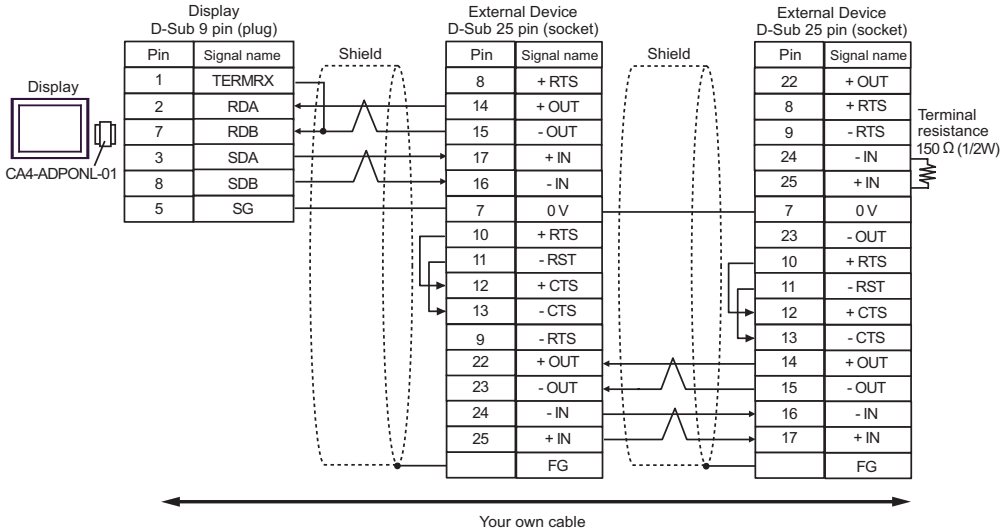 Display
D-Sub 9 pin (plug)
External Device
D-Sub 25 pin (socket)
External Device
D-Sub 25 pin (socket)
Pin Signal name Shield Pin Signal name Shield Pin Signal name
1 TERMRX 8 + RTS 22 + OUT
Display
2 RDA 14 + OUT 8 + RTS
7 RDB 15 - OUT 9 - RTS
3 SDA 17 + IN 24 - IN
8 SDB 16 - IN 25 + IN
Terminal
resistance
150 Ω (1/2W)
CA4-ADPONL-01
5 SG 7 0 V 7 0 V
10 + RTS 23 - OUT
11 - RST 10 + RTS
12 + CTS 11 - RST
13 - CTS 12 + CTS
9 - RTS 13 - CTS
22 + OUT 14 + OUT
23 - OUT 15 - OUT
24 - IN 16 - IN
25 + IN 17 + IN
FG FG
Your own cable